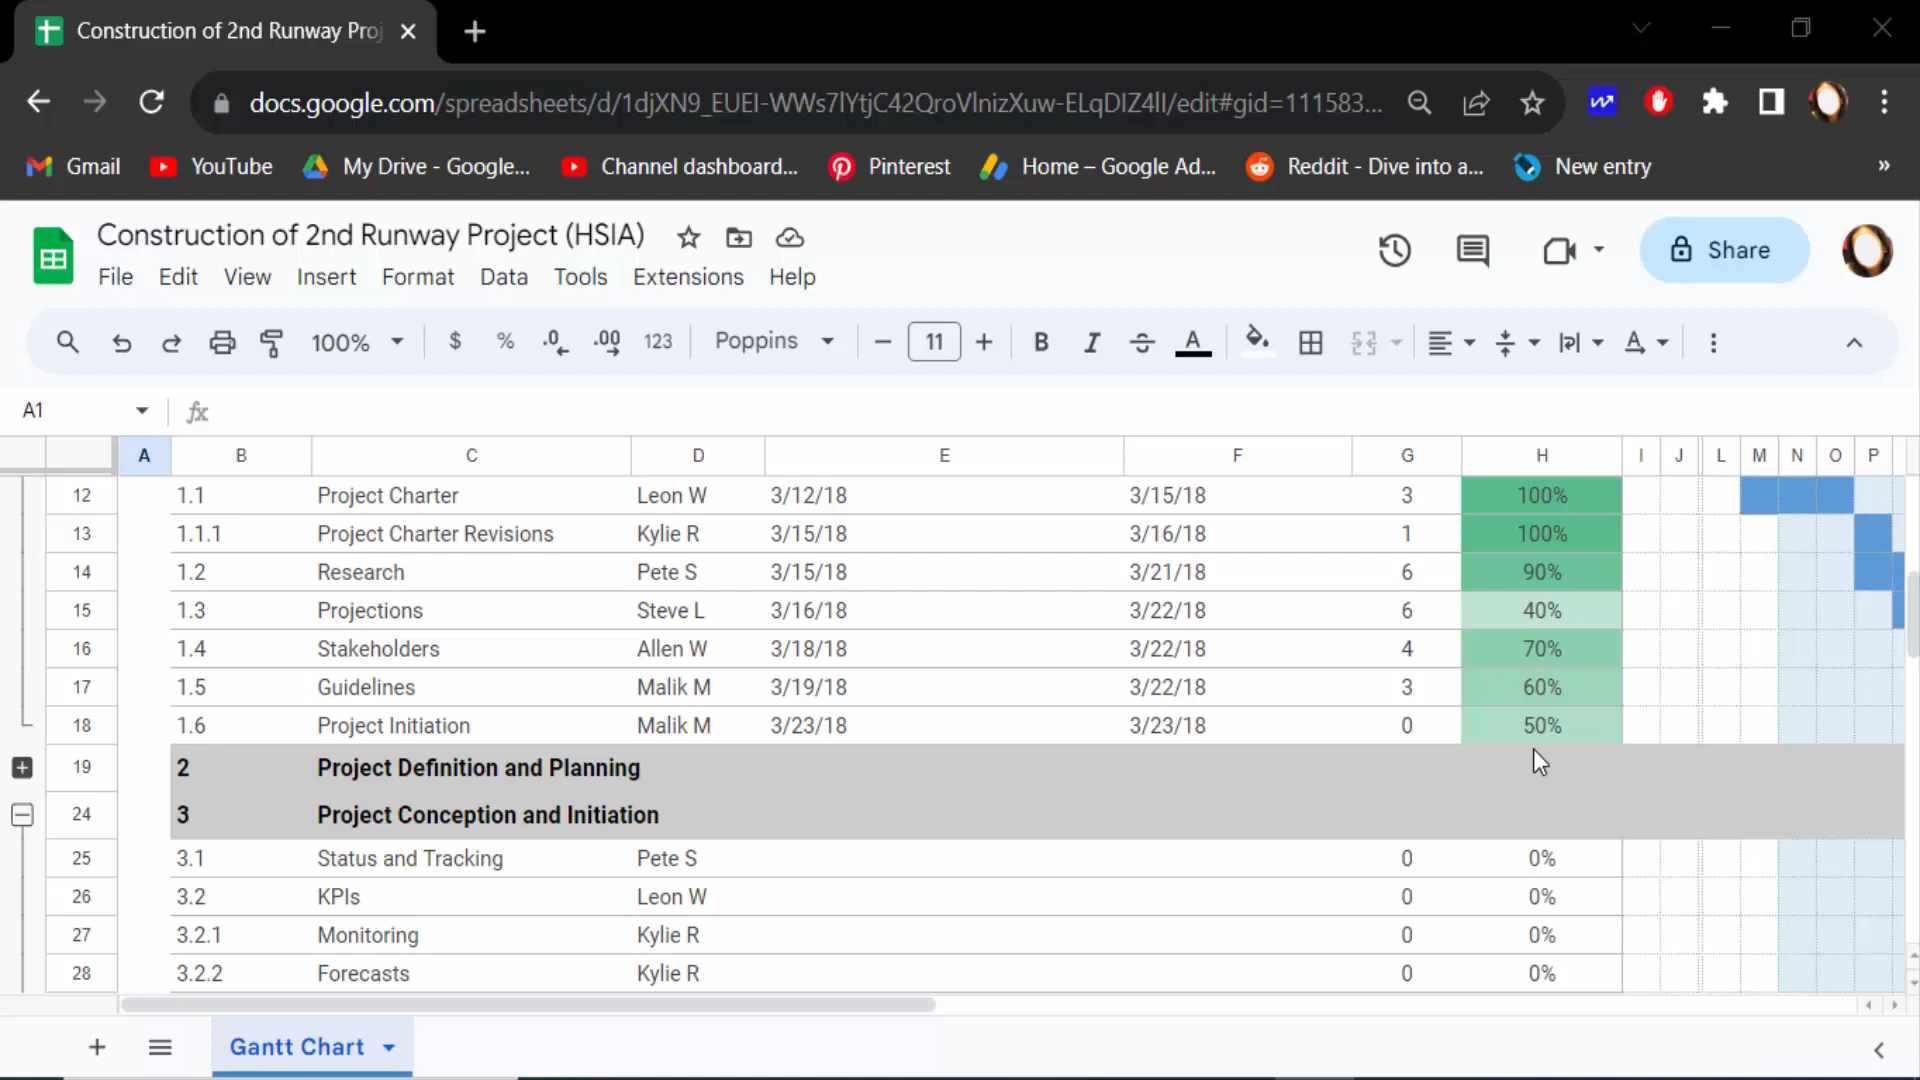 Construction of 2nd Runway Proj
docs.google.com/spreadsheets/d/1djXN9_EUEI-WWs7lYtjC42QroVlnizXuw-ELqDIZ4lI/edit#gid=111583...
Gmail YouTube My Drive - Google... Channel dashboard... Pinterest Home – Google Ad... Reddit - Dive into a... New entry »
Construction of 2nd Runway Project (HSIA) Share
File Edit View Insert Format Data Tools Extensions Help
100% $ % .0 .00 123 Poppins − 11 + B I A A
A1 fx
A B C D E F G H I J L M N O P
12 1.1 Project Charter Leon W 3/12/18 3/15/18 3 100%
13 1.1.1 Project Charter Revisions Kylie R 3/15/18 3/16/18 1 100%
14 1.2 Research Pete S 3/15/18 3/21/18 6 90%
15 1.3 Projections Steve L 3/16/18 3/22/18 6 40%
16 1.4 Stakeholders Allen W 3/18/18 3/22/18 4 70%
17 1.5 Guidelines Malik M 3/19/18 3/22/18 3 60%
18 1.6 Project Initiation Malik M 3/23/18 3/23/18 0 50%
19 2 Project Definition and Planning
24 3 Project Conception and Initiation
25 3.1 Status and Tracking Pete S 0 0%
26 3.2 KPIs Leon W 0 0%
27 3.2.1 Monitoring Kylie R 0 0%
28 3.2.2 Forecasts Kylie R 0 0%
Gantt Chart